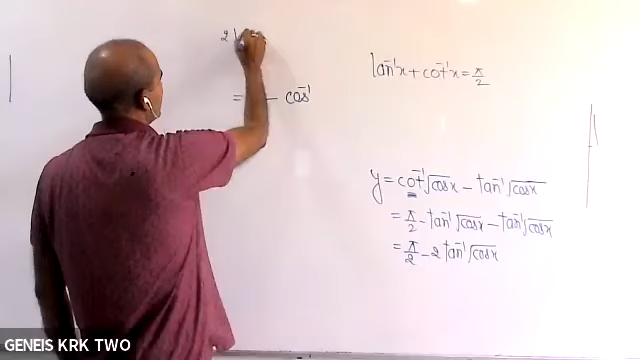 2
= – cos⁻¹
tan⁻¹x + cot⁻¹x = π/2
y = cot⁻¹√cosx – tan⁻¹√cosx
= π/2 – tan⁻¹√cosx – tan⁻¹√cosx
= π/2 – 2 tan⁻¹√cosx
GENEIS KRK TWO